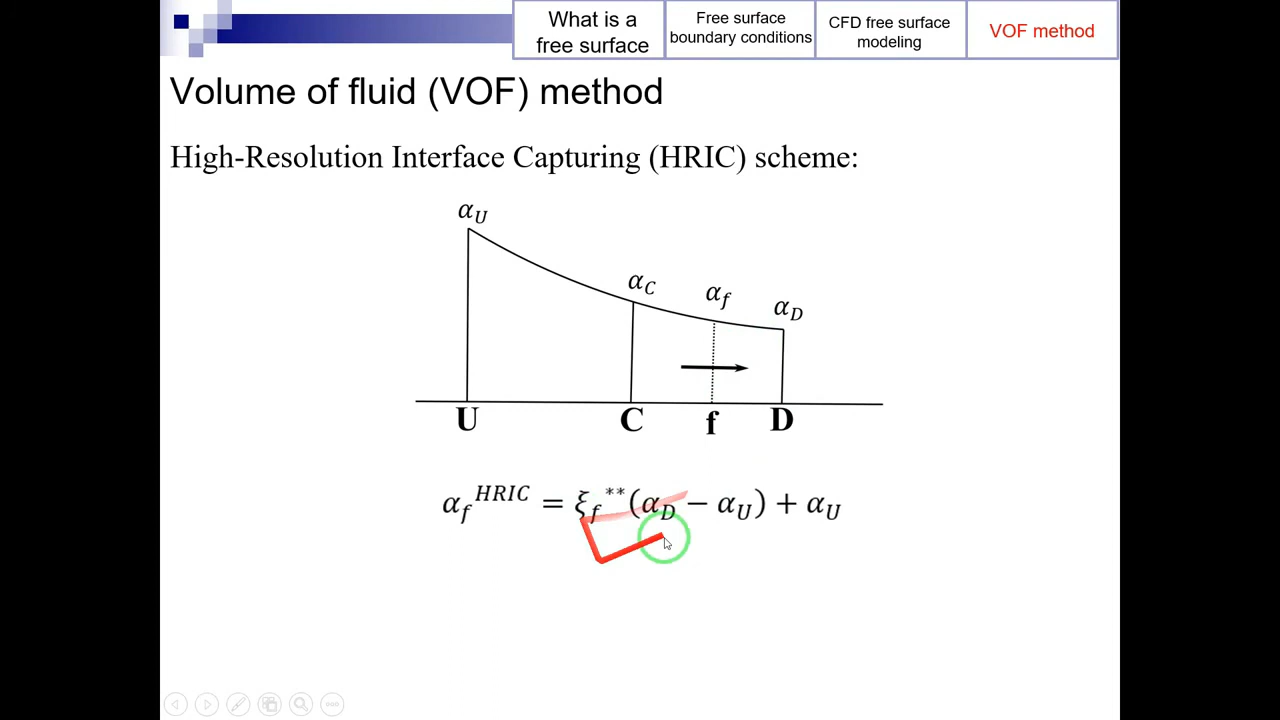 What is a
free surface
Free surface
boundary conditions
CFD free surface
modeling
VOF method
Volume of fluid (VOF) method
High-Resolution Interface Capturing (HRIC) scheme:
α_U
α_C
α_f
α_D
U
C
f
D
α_f^HRIC = ξ_f^**(α_D − α_U) + α_U